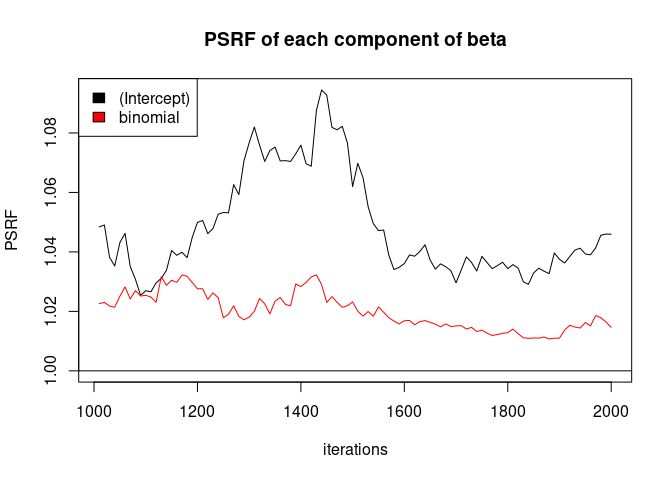 PSRF of each component of beta
(Intercept)
binomial
PSRF
1.08
1.06
1.04
1.02
1.00
1000 1200 1400 1600 1800 2000
iterations